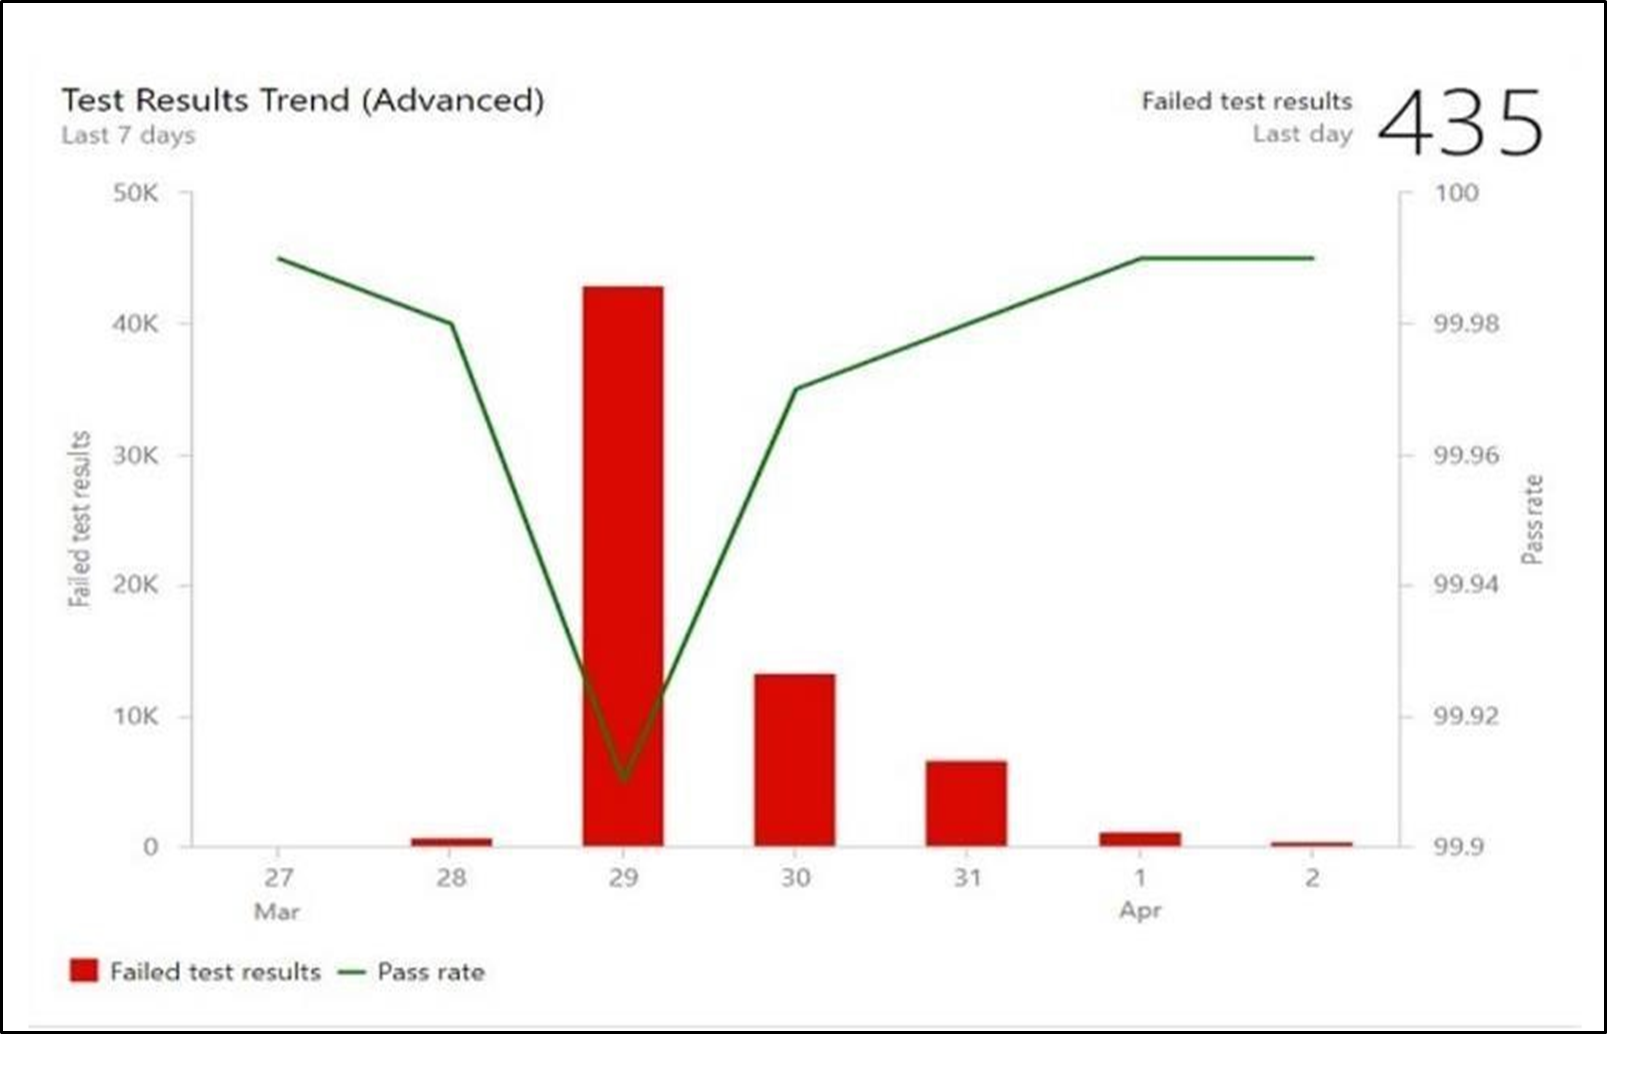 Test Results Trend (Advanced)
Last 7 days
Failed test results
Last day
435
50K
40K
30K
20K
10K
0
Failed test results
100
99.98
99.96
99.94
99.92
99.9
Pass rate
27 28 29 30 31 1 2
Mar Apr
Failed test results Pass rate